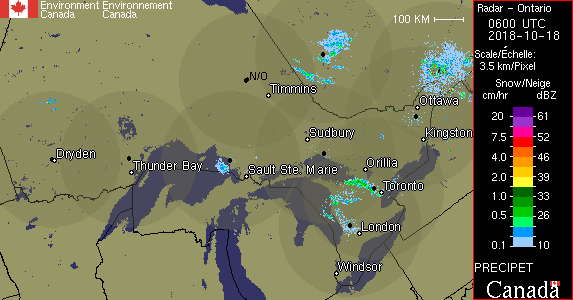 Environment Environnement
Canada Canada
100 KM
N/O
Timmins
Ottawa
Sudbury
Kingston
Dryden
Thunder Bay
Sault Ste. Marie
Orillia
Toronto
London
Windsor
Radar - Ontario
0600 UTC
2018-10-18
Scale/Échelle:
3.5 km/Pixel
Snow/Neige
cm/hr dBZ
20 61
7.5 52
4.0 46
2.0 39
1.0 33
0.5 26
0.1 10
PRECIPET
Canada